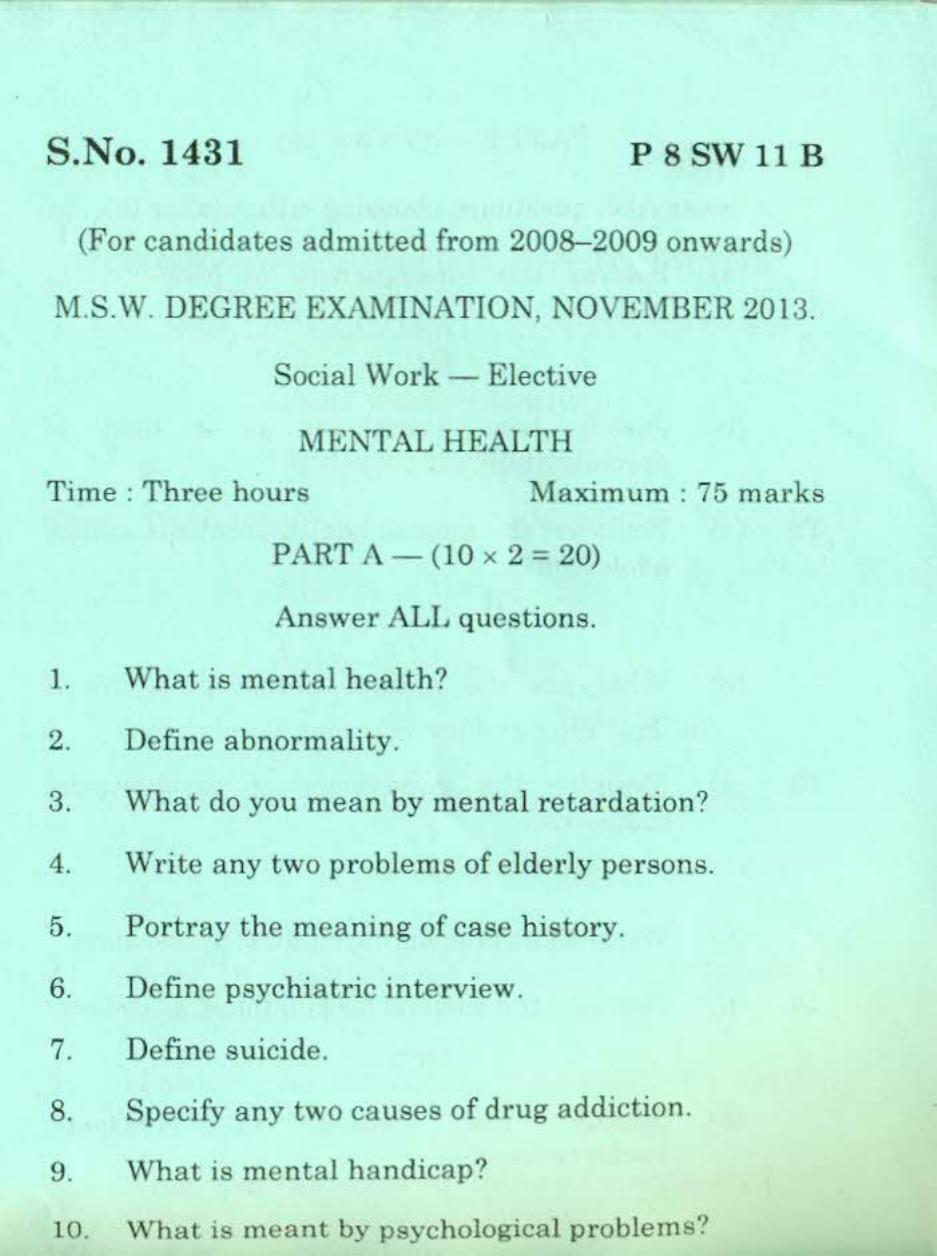 S.No. 1431 P 8 SW 11 B
(For candidates admitted from 2008–2009 onwards)
M.S.W. DEGREE EXAMINATION, NOVEMBER 2013.
Social Work — Elective
MENTAL HEALTH
Time : Three hours Maximum : 75 marks
PART A — (10 × 2 = 20)
Answer ALL questions.
1. What is mental health?
2. Define abnormality.
3. What do you mean by mental retardation?
4. Write any two problems of elderly persons.
5. Portray the meaning of case history.
6. Define psychiatric interview.
7. Define suicide.
8. Specify any two causes of drug addiction.
9. What is mental handicap?
10. What is meant by psychological problems?